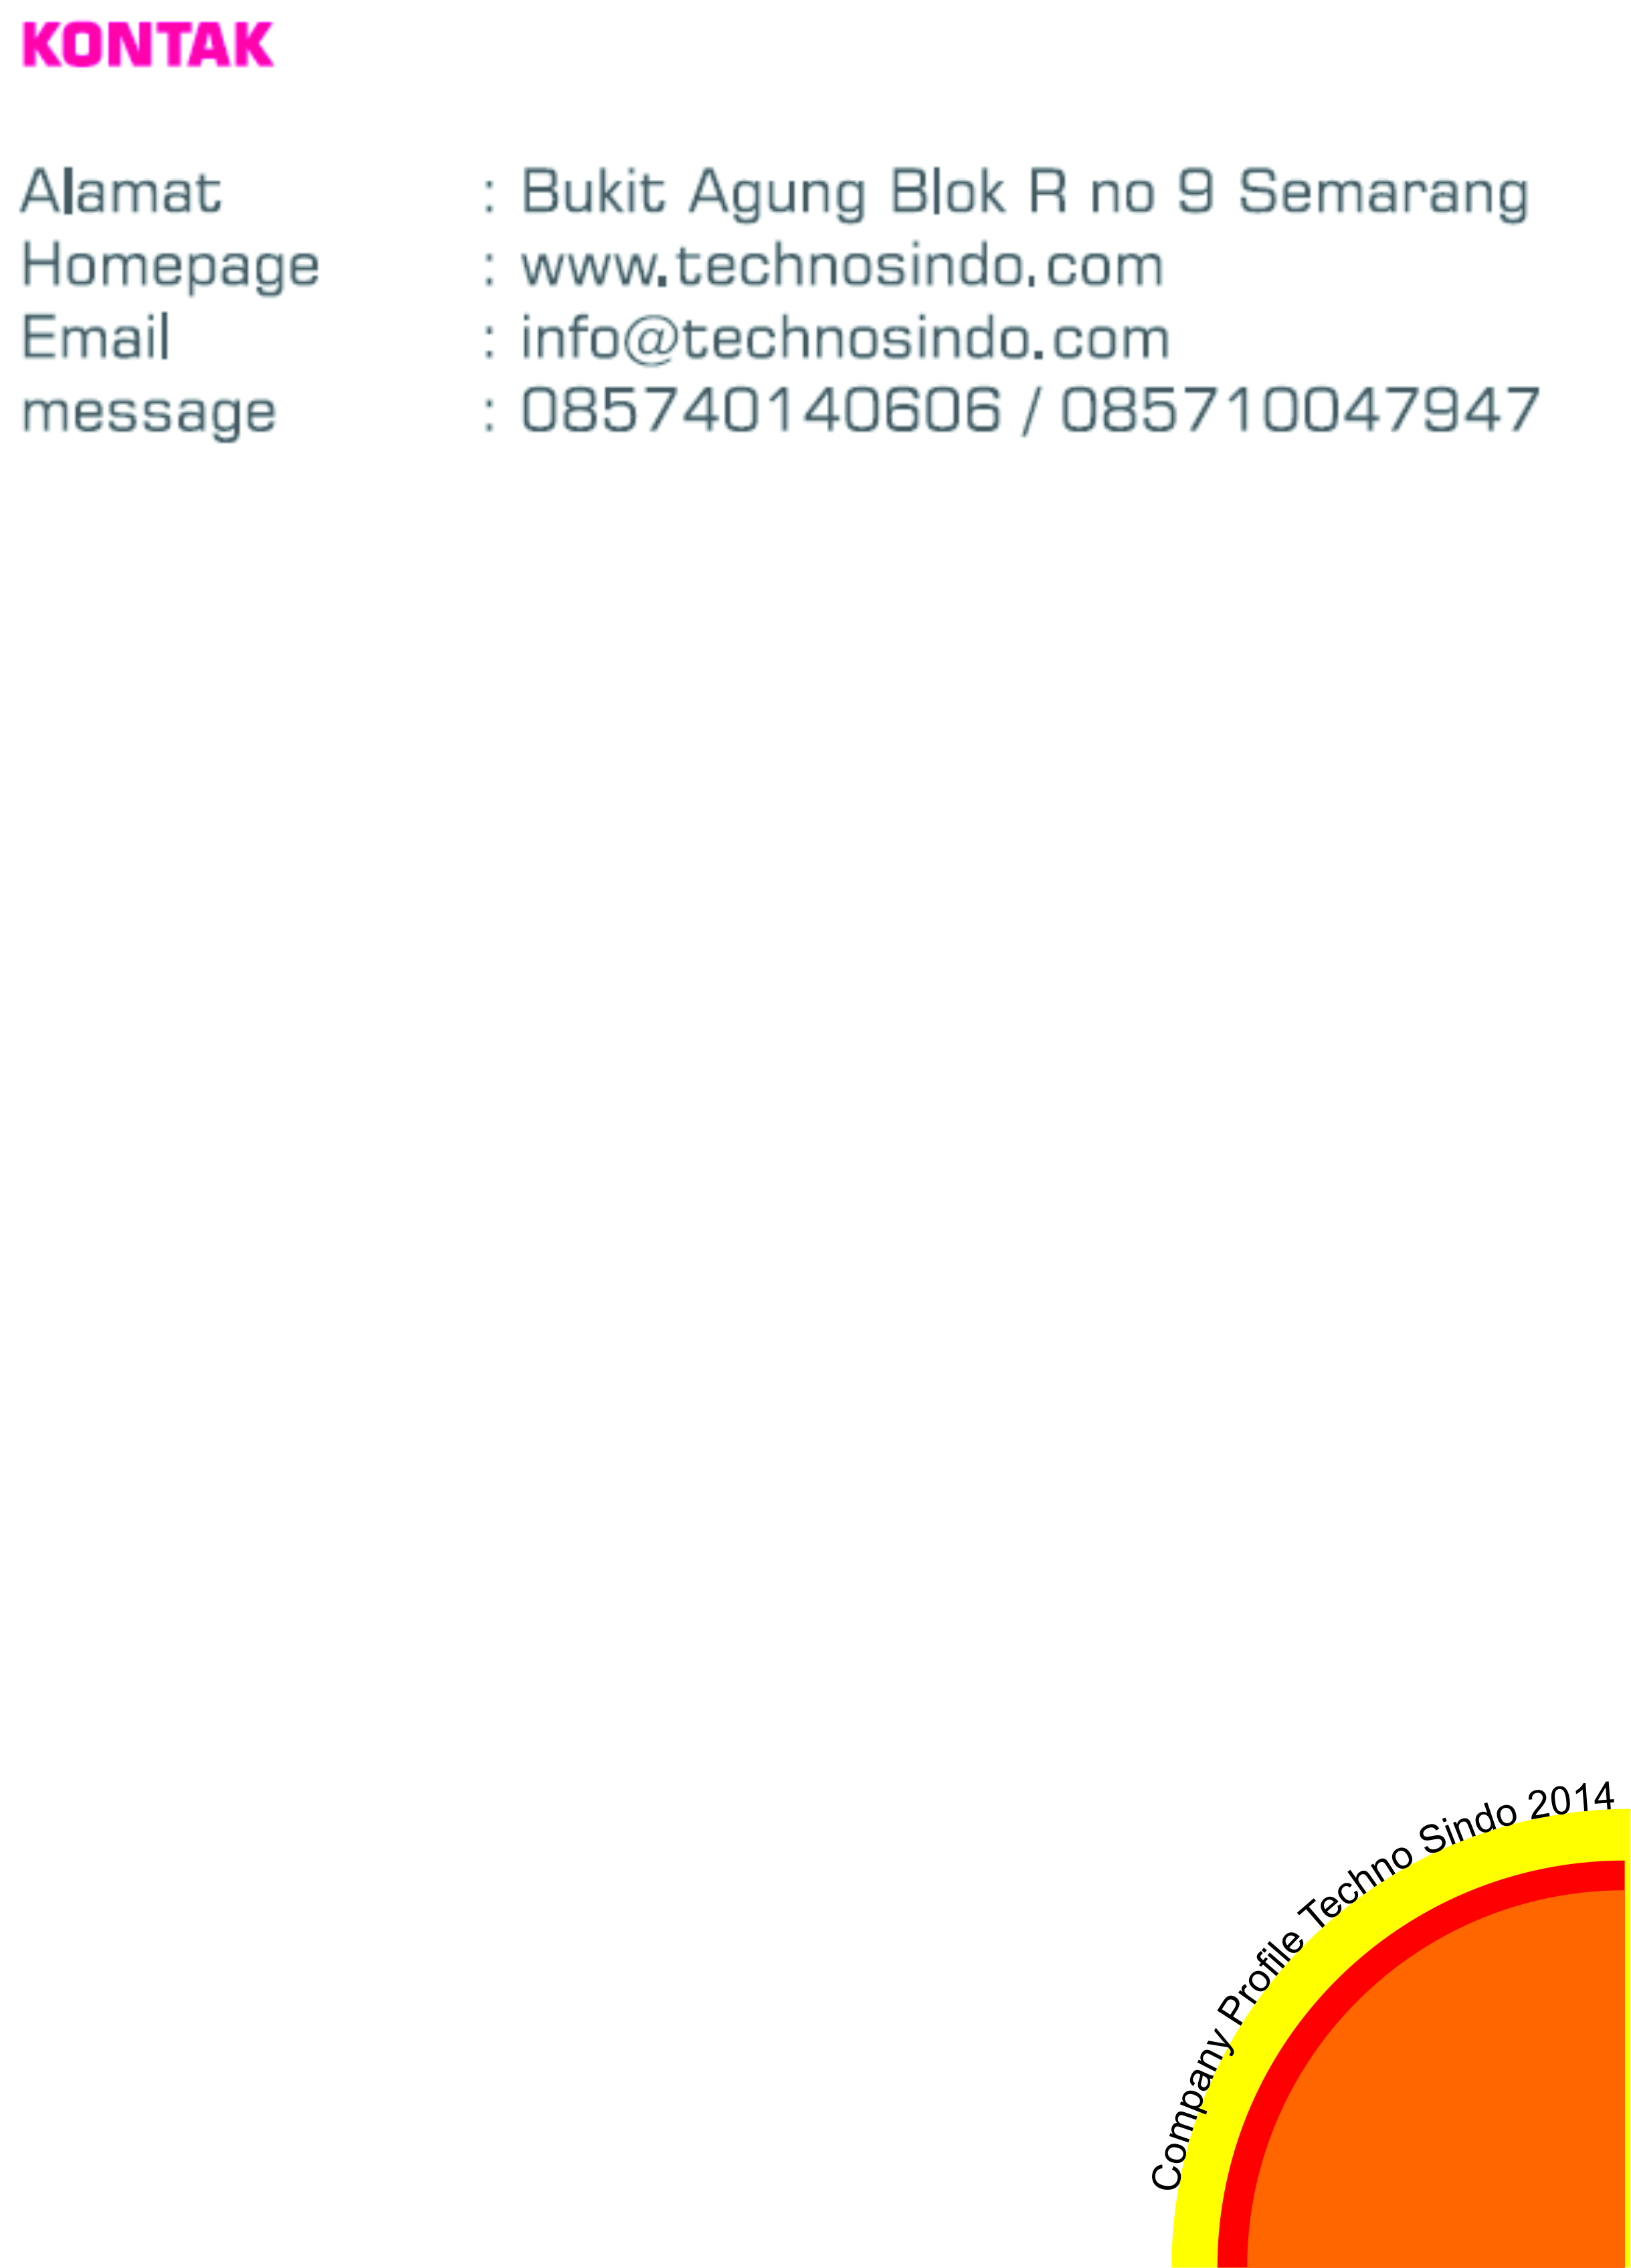 KONTAK
Alamat : Bukit Agung Blok R no 9 Semarang
Homepage : www.technosindo.com
Email : info@technosindo.com
message : 085740140606 / 085710047947
Company Profile Techno Sindo 2014